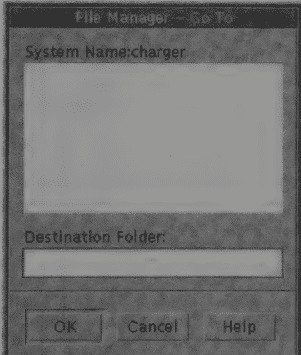 File Manager - Go To
System Name:charger
Destination Folder:
OK
Cancel
Help